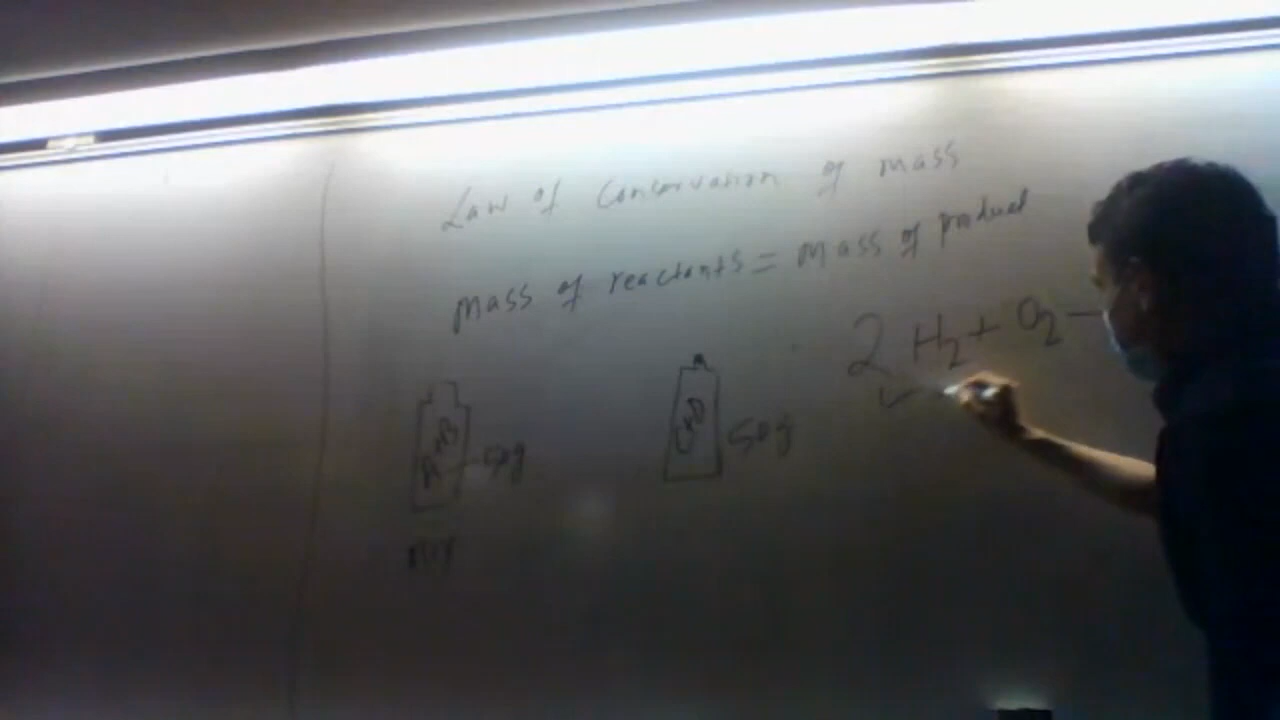 Law of Conservation of mass
Mass of reactants = Mass of product
2 H2 + O2 —
A+B 50g
C+D 50g